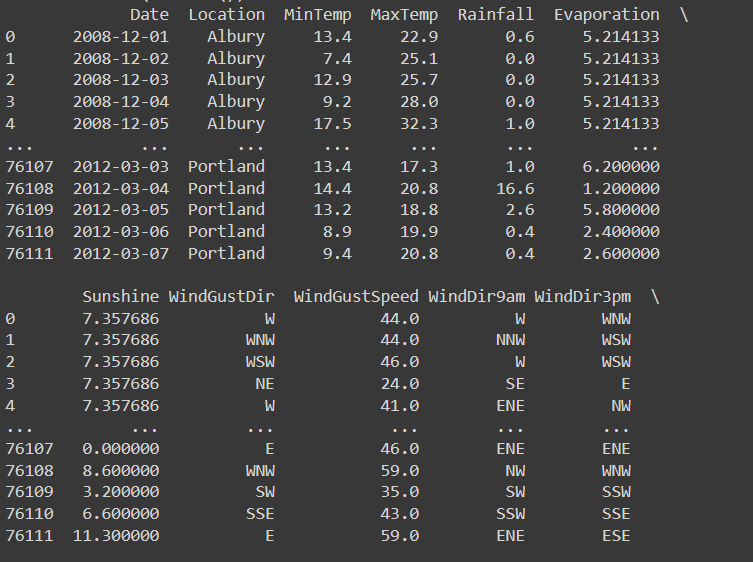 Date Location MinTemp MaxTemp Rainfall Evaporation \
0 2008-12-01 Albury 13.4 22.9 0.6 5.214133
1 2008-12-02 Albury 7.4 25.1 0.0 5.214133
2 2008-12-03 Albury 12.9 25.7 0.0 5.214133
3 2008-12-04 Albury 9.2 28.0 0.0 5.214133
4 2008-12-05 Albury 17.5 32.3 1.0 5.214133
... ... ... ... ... ... ...
76107 2012-03-03 Portland 13.4 17.3 1.0 6.200000
76108 2012-03-04 Portland 14.4 20.8 16.6 1.200000
76109 2012-03-05 Portland 13.2 18.8 2.6 5.800000
76110 2012-03-06 Portland 8.9 19.9 0.4 2.400000
76111 2012-03-07 Portland 9.4 20.8 0.4 2.600000
Sunshine WindGustDir WindGustSpeed WindDir9am WindDir3pm \
0 7.357686 W 44.0 W WNW
1 7.357686 WNW 44.0 NNW WSW
2 7.357686 WSW 46.0 W WSW
3 7.357686 NE 24.0 SE E
4 7.357686 W 41.0 ENE NW
... ... ... ... ... ...
76107 0.000000 E 46.0 ENE ENE
76108 8.600000 WNW 59.0 NW WNW
76109 3.200000 SW 35.0 SW SSW
76110 6.600000 SSE 43.0 SSW SSE
76111 11.300000 E 59.0 ENE ESE